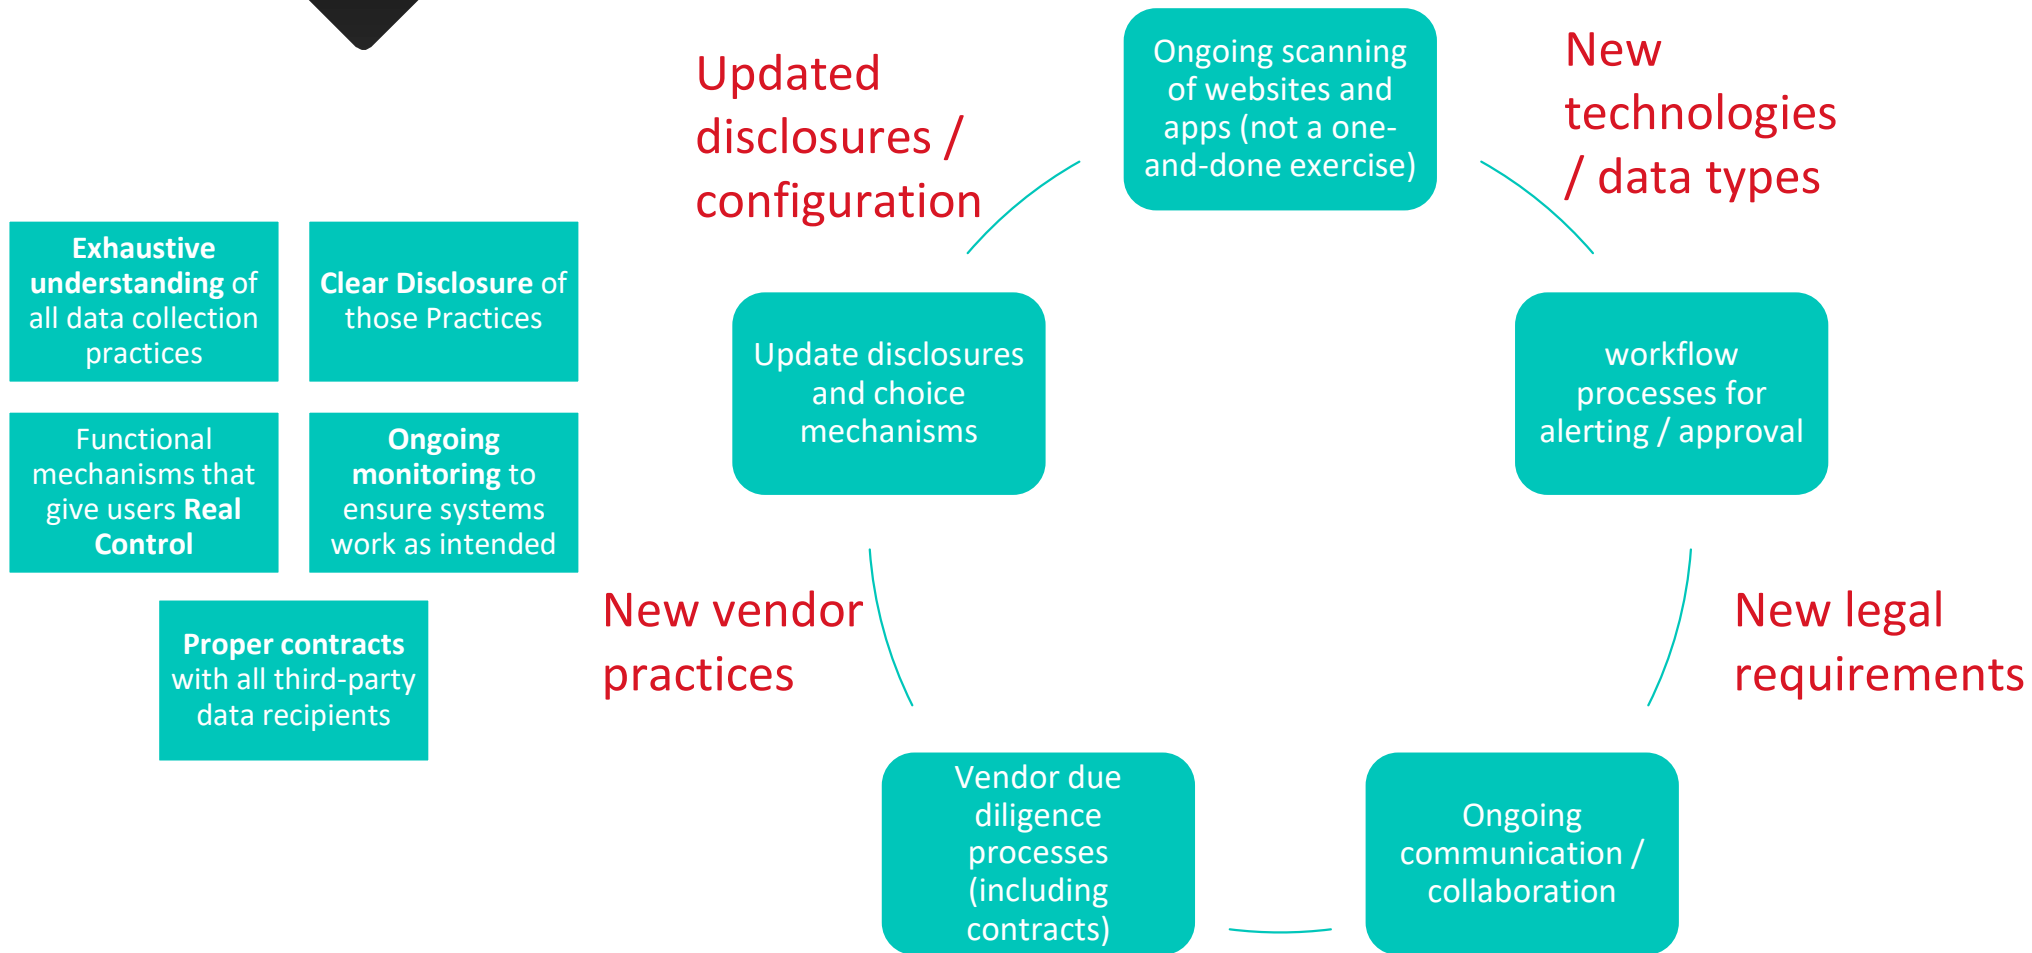 Exhaustive
understanding of
all data collection
practices
Clear Disclosure of
those Practices
Functional
mechanisms that
give users Real
Control
Ongoing
monitoring to
ensure systems
work as intended
Proper contracts
with all third-party
data recipients
Updated
disclosures /
configuration
Ongoing scanning
of websites and
apps (not a one-
and-done exercise)
New
technologies
/ data types
Update disclosures
and choice
mechanisms
workflow
processes for
alerting / approval
New vendor
practices
New legal
requirements
Vendor due
diligence
processes
(including
contracts)
Ongoing
communication /
collaboration